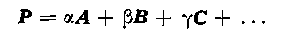 P = αA + βB + γC + ...